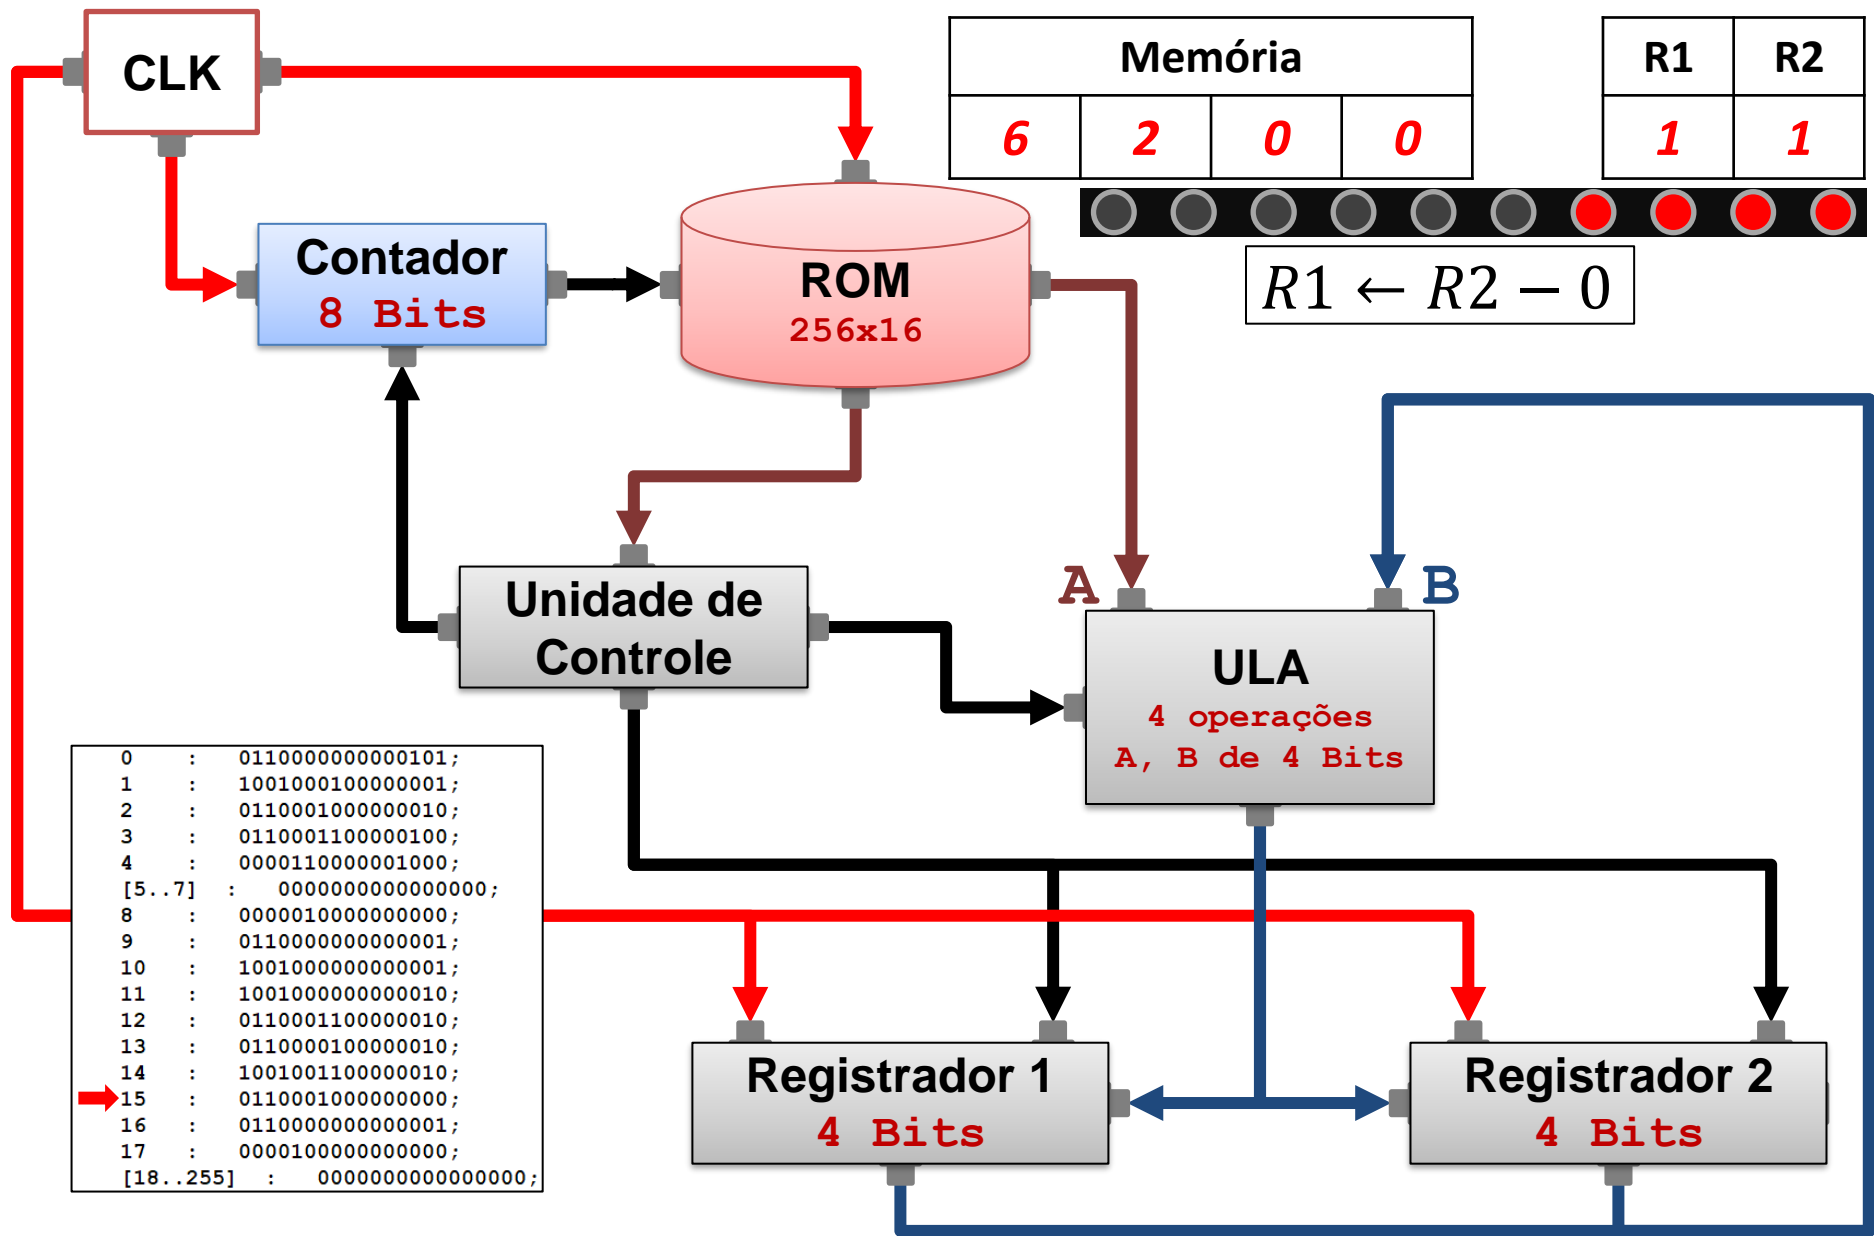 CLK
Memória
R1 R2
6 2 0 0
1 1
Contador
8 Bits
ROM
256x16
R1 ← R2 − 0
A
B
Unidade de
Controle
ULA
4 operações
A, B de 4 Bits
0 : 0110000000000101;
1 : 1001000100000001;
2 : 0110001000000010;
3 : 0110001100000100;
4 : 0000110000001000;
[5..7] : 0000000000000000;
8 : 0000010000000000;
9 : 0110000000000001;
10 : 1001000000000001;
11 : 1001000000000010;
12 : 0110001100000010;
13 : 0110000100000010;
14 : 1001001100000010;
15 : 0110001000000000;
16 : 0110000000000001;
17 : 0000100000000000;
[18..255] : 0000000000000000;
Registrador 1
4 Bits
Registrador 2
4 Bits